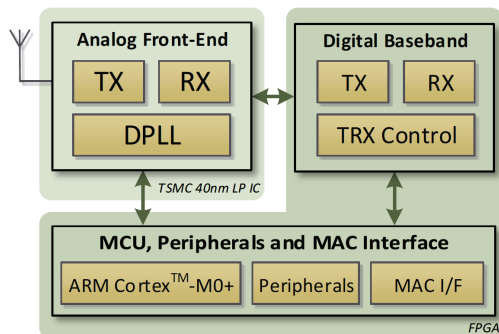 Analog Front-End
TX
RX
DPLL
TSMC 40nm LP IC
Digital Baseband
TX
RX
TRX Control
MCU, Peripherals and MAC Interface
ARM Cortex™-M0+
Peripherals
MAC I/F
FPGA